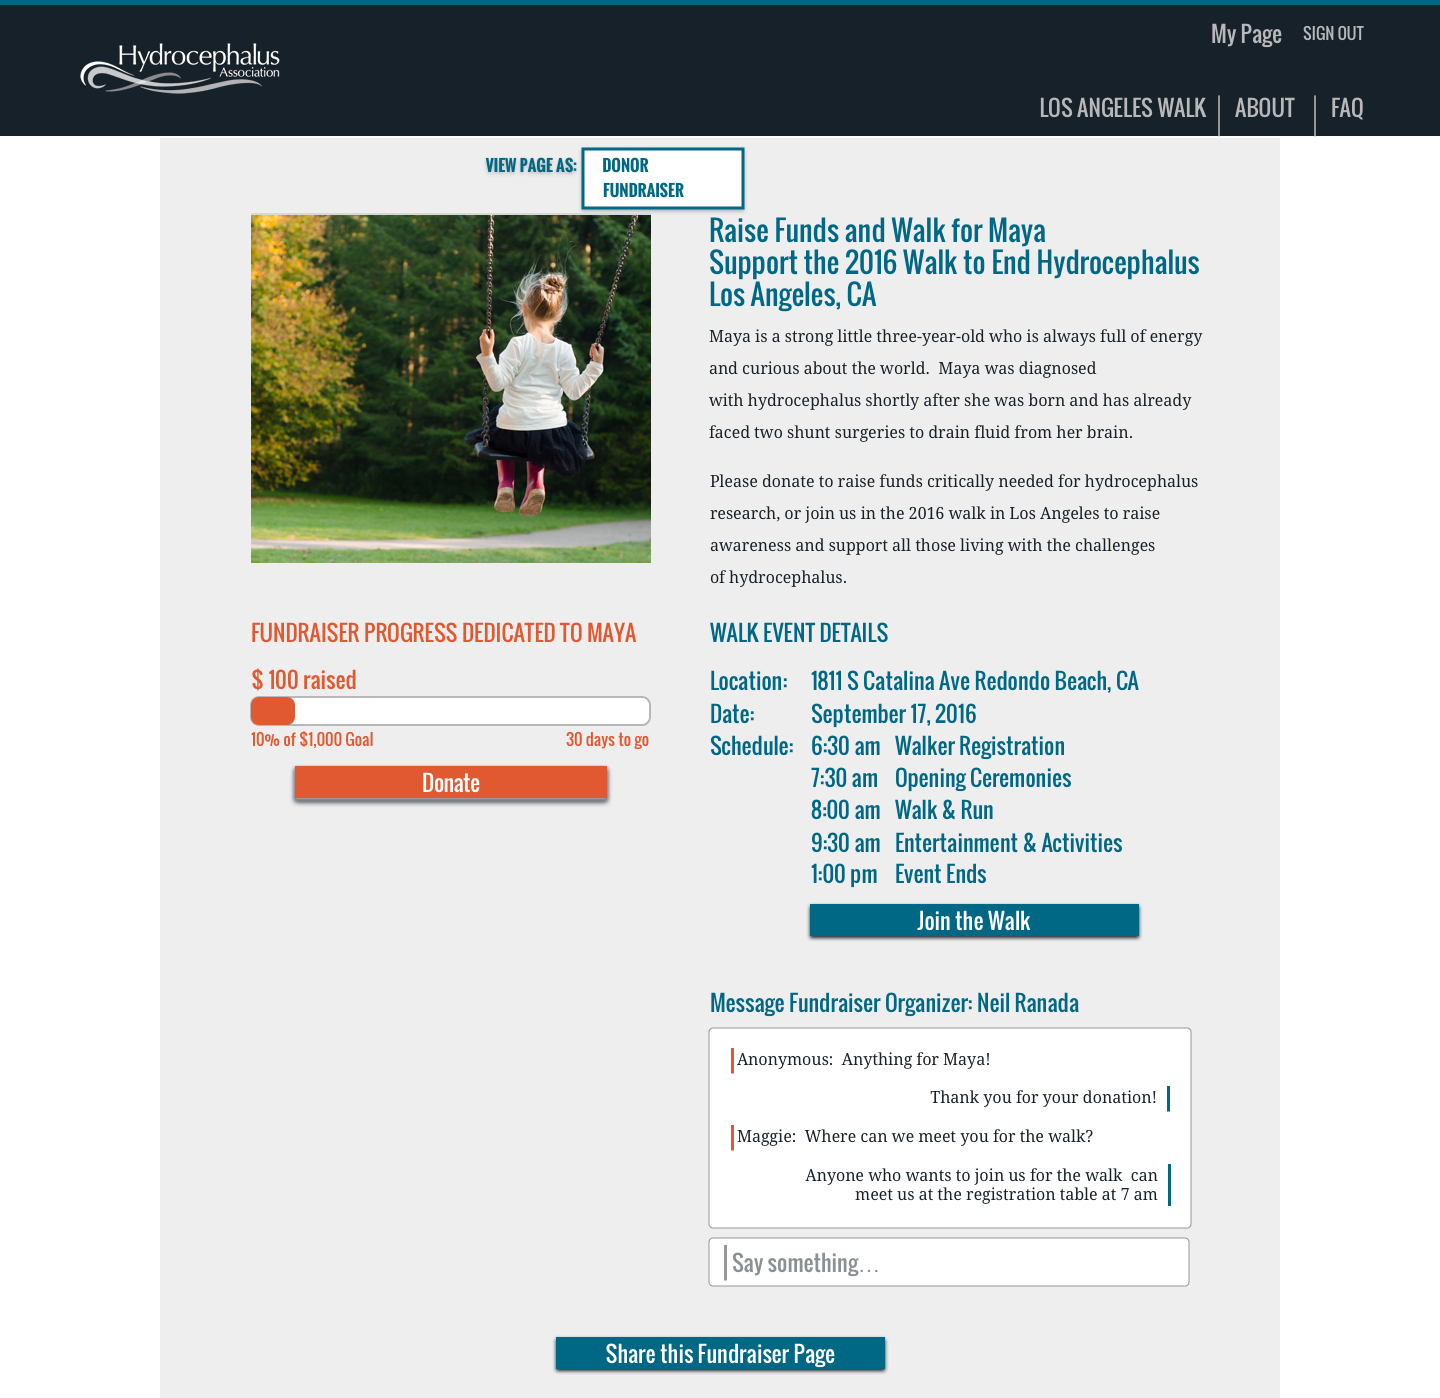 My Page SIGN OUT
Hydrocephalus
Association
LOS ANGELES WALK ABOUT FAQ
VIEW PAGE AS: DONOR
FUNDRAISER
Raise Funds and Walk for Maya
Support the 2016 Walk to End Hydrocephalus
Los Angeles, CA
Maya is a strong little three-year-old who is always full of energy
and curious about the world. Maya was diagnosed
with hydrocephalus shortly after she was born and has already
faced two shunt surgeries to drain fluid from her brain.
Please donate to raise funds critically needed for hydrocephalus
research, or join us in the 2016 walk in Los Angeles to raise
awareness and support all those living with the challenges
of hydrocephalus.
FUNDRAISER PROGRESS DEDICATED TO MAYA
$ 100 raised
10% of $1,000 Goal 30 days to go
Donate
WALK EVENT DETAILS
Location: 1811 S Catalina Ave Redondo Beach, CA
Date: September 17, 2016
Schedule: 6:30 am Walker Registration
7:30 am Opening Ceremonies
8:00 am Walk & Run
9:30 am Entertainment & Activities
1:00 pm Event Ends
Join the Walk
Message Fundraiser Organizer: Neil Ranada
Anonymous: Anything for Maya!
Thank you for your donation!
Maggie: Where can we meet you for the walk?
Anyone who wants to join us for the walk can
meet us at the registration table at 7 am
Say something...
Share this Fundraiser Page